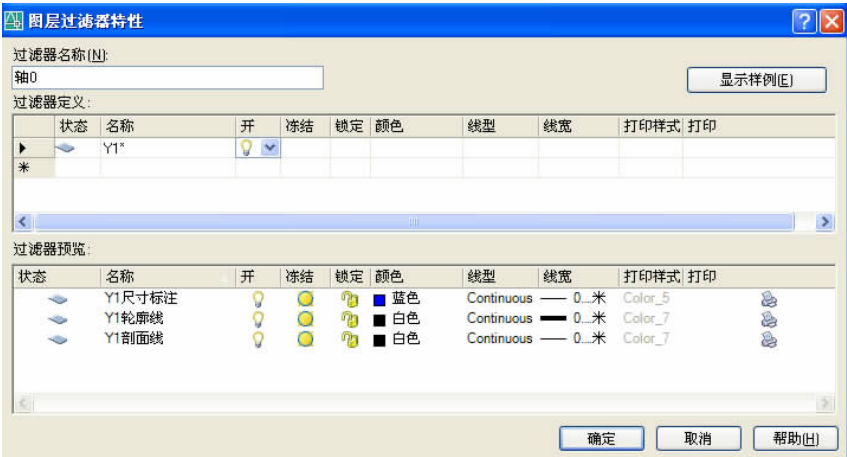 图层过滤器特性
过滤器名称(N):
轴0
显示样例(E)
过滤器定义:
状态 名称 开 冻结 锁定 颜色 线型 线宽 打印样式 打印
Y1*
过滤器预览:
状态 名称 开 冻结 锁定 颜色 线型 线宽 打印样式 打印
Y1尺寸标注 蓝色 Continuous 0...米 Color_5
Y1轮廓线 白色 Continuous 0...米 Color_7
Y1剖面线 白色 Continuous 0...米 Color_7
确定 取消 帮助(H)